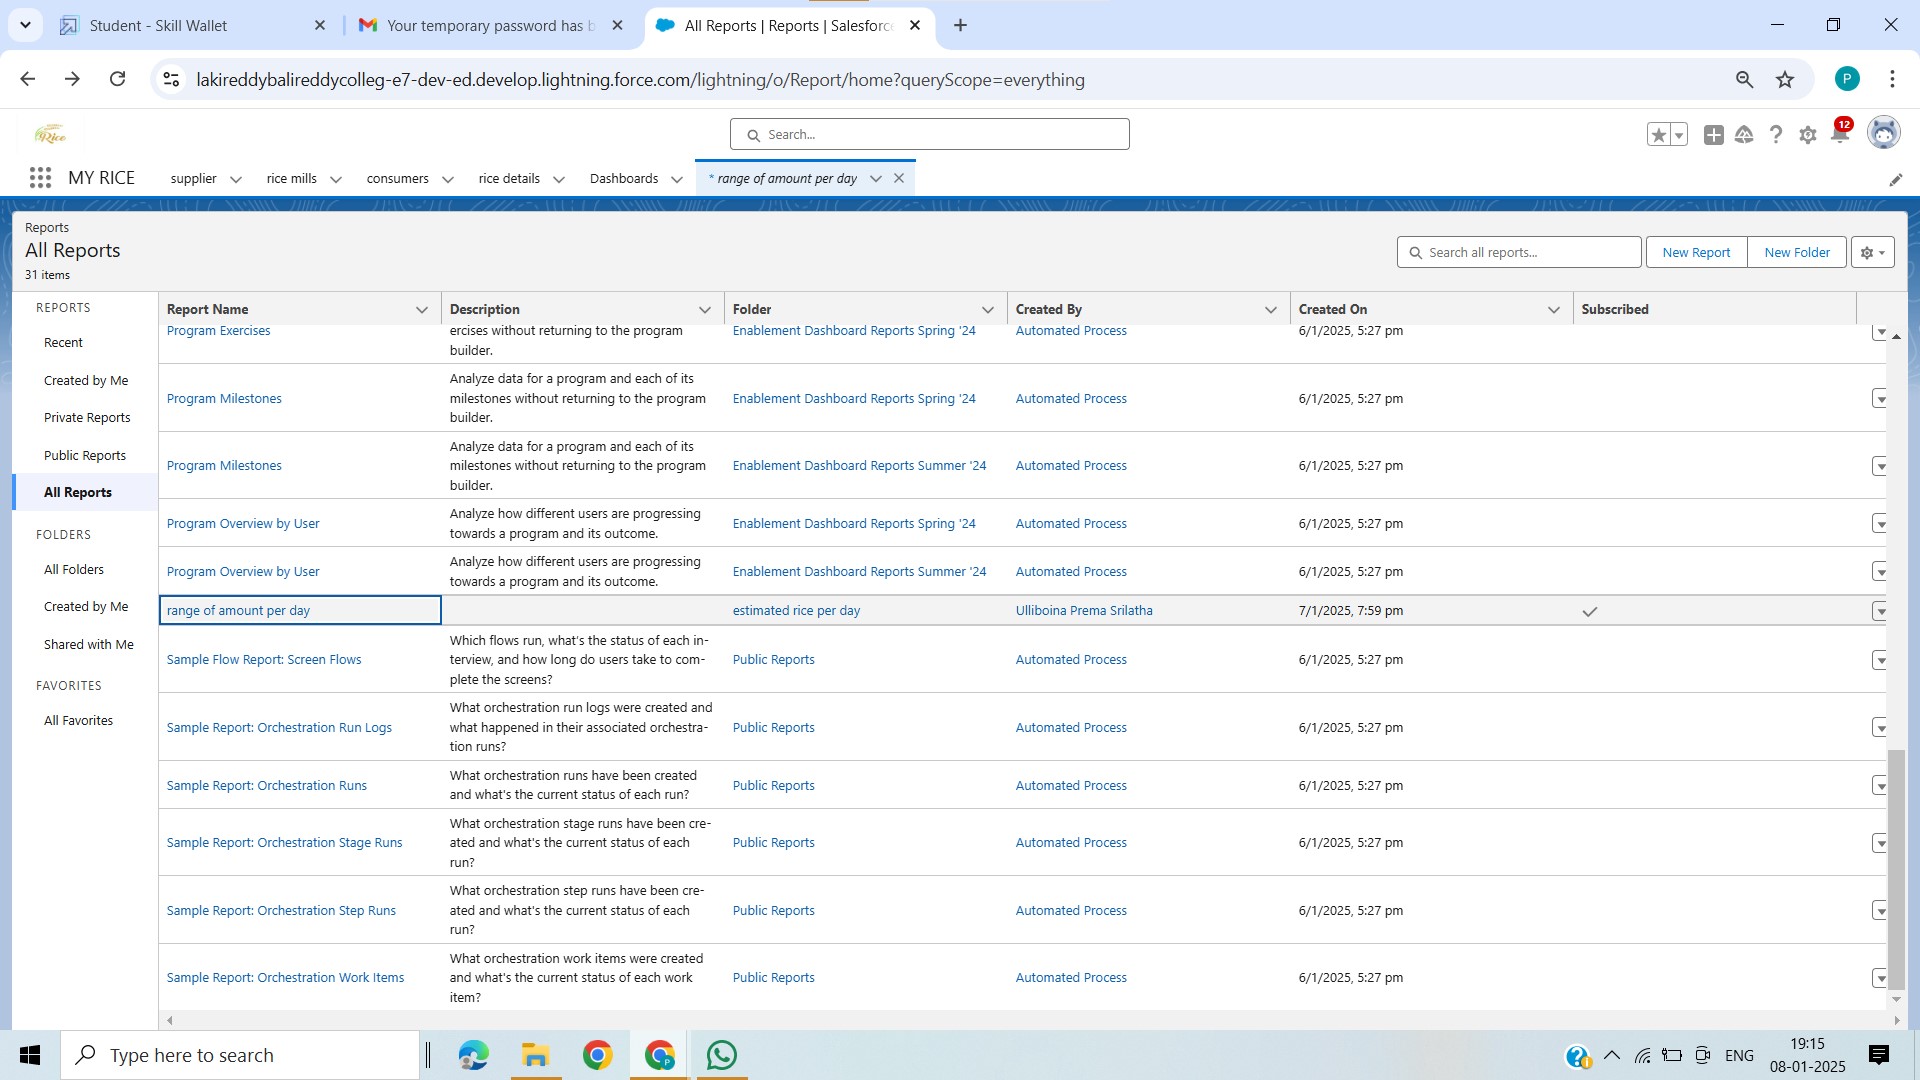 Student - Skill Wallet
Your temporary password has b
All Reports | Reports | Salesforce
lakireddybalireddycolleg-e7-dev-ed.develop.lightning.force.com/lightning/o/Report/home?queryScope=everything
P
Rice
Search...
12
MY RICE
supplier
rice mills
consumers
rice details
Dashboards
* range of amount per day
Reports
All Reports
31 items
Search all reports...
New Report
New Folder
REPORTS
Recent
Created by Me
Private Reports
Public Reports
All Reports
FOLDERS
All Folders
Created by Me
Shared with Me
FAVORITES
All Favorites
Report Name Description Folder Created By Created On Subscribed
Program Exercises
ercises without returning to the program
builder.
Enablement Dashboard Reports Spring '24 Automated Process 6/1/2025, 5:27 pm
Program Milestones
Analyze data for a program and each of its
milestones without returning to the program
builder.
Enablement Dashboard Reports Spring '24 Automated Process 6/1/2025, 5:27 pm
Program Milestones
Analyze data for a program and each of its
milestones without returning to the program
builder.
Enablement Dashboard Reports Summer '24 Automated Process 6/1/2025, 5:27 pm
Program Overview by User
Analyze how different users are progressing
towards a program and its outcome.
Enablement Dashboard Reports Spring '24 Automated Process 6/1/2025, 5:27 pm
Program Overview by User
Analyze how different users are progressing
towards a program and its outcome.
Enablement Dashboard Reports Summer '24 Automated Process 6/1/2025, 5:27 pm
range of amount per day estimated rice per day Ulliboina Prema Srilatha 7/1/2025, 7:59 pm
Sample Flow Report: Screen Flows
Which flows run, what's the status of each in-
terview, and how long do users take to com-
plete the screens?
Public Reports Automated Process 6/1/2025, 5:27 pm
Sample Report: Orchestration Run Logs
What orchestration run logs were created and
what happened in their associated orchestra-
tion runs?
Public Reports Automated Process 6/1/2025, 5:27 pm
Sample Report: Orchestration Runs
What orchestration runs have been created
and what's the current status of each run?
Public Reports Automated Process 6/1/2025, 5:27 pm
Sample Report: Orchestration Stage Runs
What orchestration stage runs have been cre-
ated and what's the current status of each
run?
Public Reports Automated Process 6/1/2025, 5:27 pm
Sample Report: Orchestration Step Runs
What orchestration step runs have been cre-
ated and what's the current status of each
run?
Public Reports Automated Process 6/1/2025, 5:27 pm
Sample Report: Orchestration Work Items
What orchestration work items were created
and what's the current status of each work
item?
Public Reports Automated Process 6/1/2025, 5:27 pm
Type here to search
ENG
19:15
08-01-2025